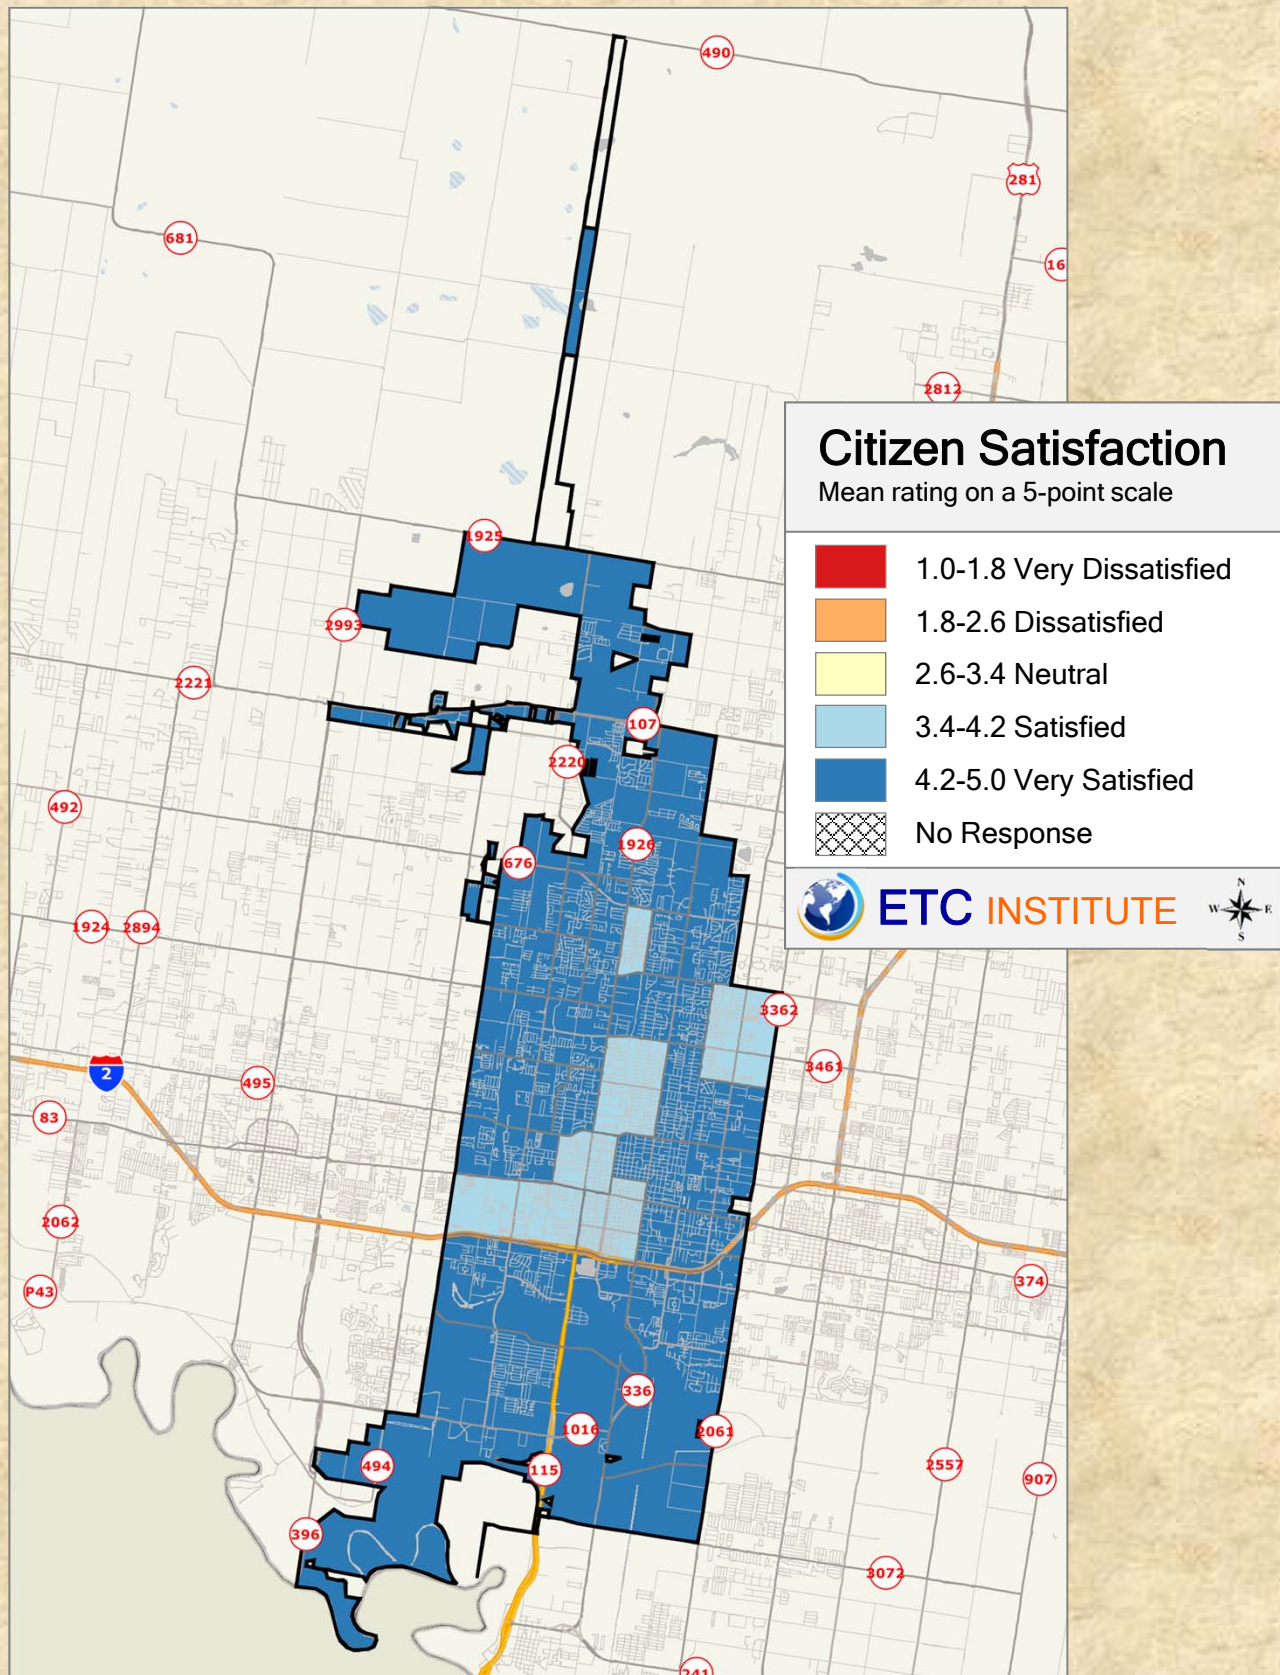 490
281
681
16
2812
Citizen Satisfaction
Mean rating on a 5-point scale
1.0-1.8 Very Dissatisfied
1.8-2.6 Dissatisfied
2.6-3.4 Neutral
3.4-4.2 Satisfied
4.2-5.0 Very Satisfied
No Response
ETC INSTITUTE
N
W E
S
1925
2993
2221
107
2220
492
1926
676
1924
2894
3362
3461
2
495
83
2062
P43
374
336
1016
2061
494
115
2557
907
396
3072
241